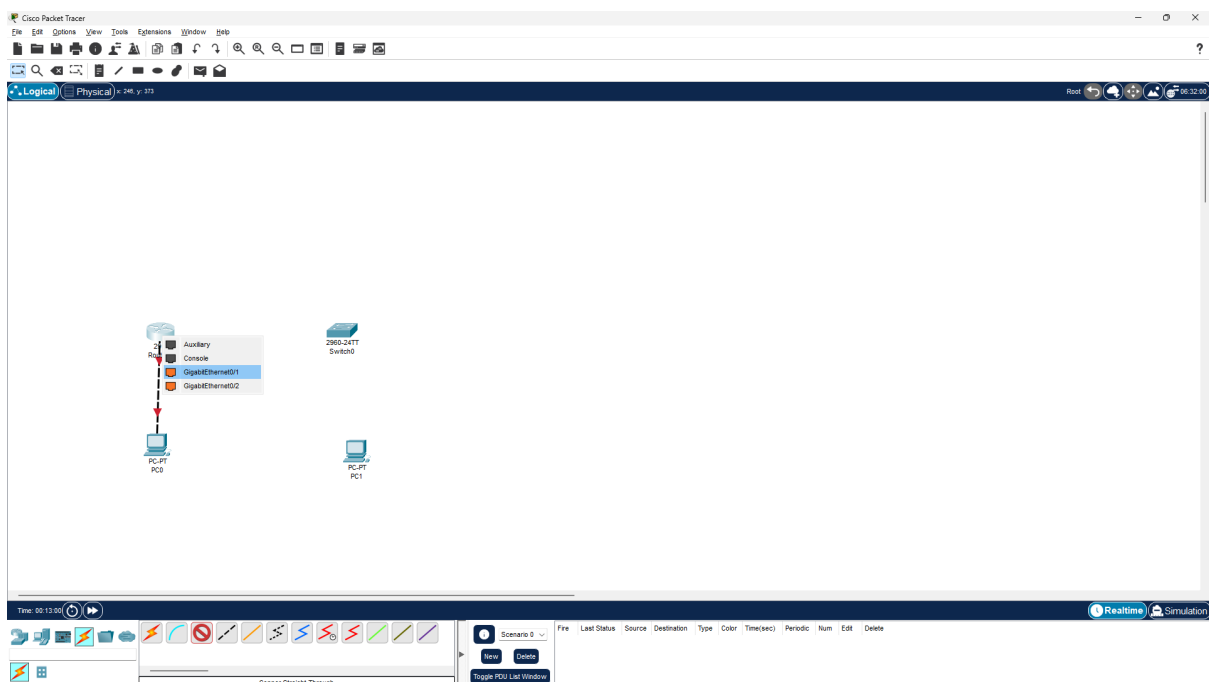 Cisco Packet Tracer
File Edit Options View Tools Extensions Window Help
?
Logical Physical x: 246, y: 373 Root 06:32:00
Auxiliary
Console
GigabitEthernet0/1
GigabitEthernet0/2
2960-24TT
Switch0
PC-PT
PC0
PC-PT
PC1
Time: 00:13:00 Realtime Simulation
Scenario 0
Fire Last Status Source Destination Type Color Time(sec) Periodic Num Edit Delete
New Delete
Toggle PDU List Window